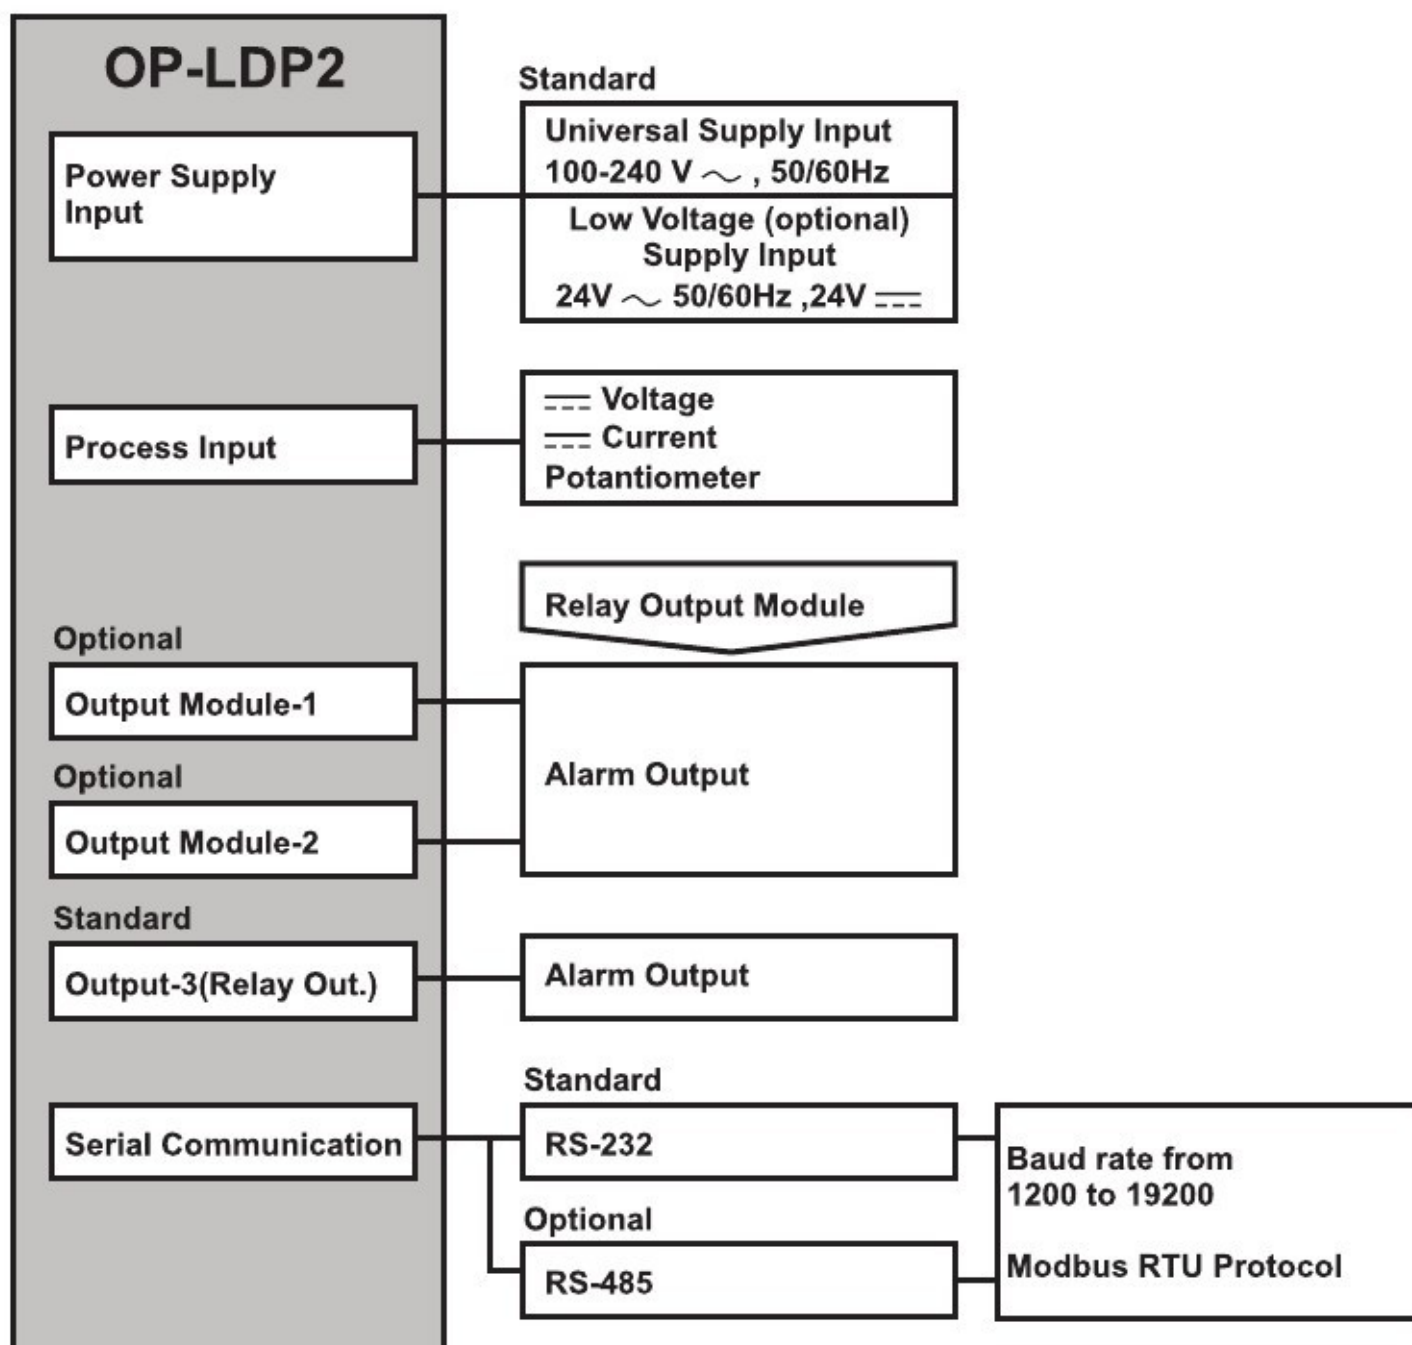 OP-LDP2
Standard
Power Supply
Input
Universal Supply Input
100-240 V ~ , 50/60Hz
Low Voltage (optional)
Supply Input
24V ~ 50/60Hz ,24V ⎓
Process Input
⎓ Voltage
⎓ Current
Potantiometer
Relay Output Module
Optional
Output Module-1
Optional
Output Module-2
Alarm Output
Standard
Output-3(Relay Out.)
Alarm Output
Serial Communication
Standard
RS-232
Optional
RS-485
Baud rate from
1200 to 19200
Modbus RTU Protocol